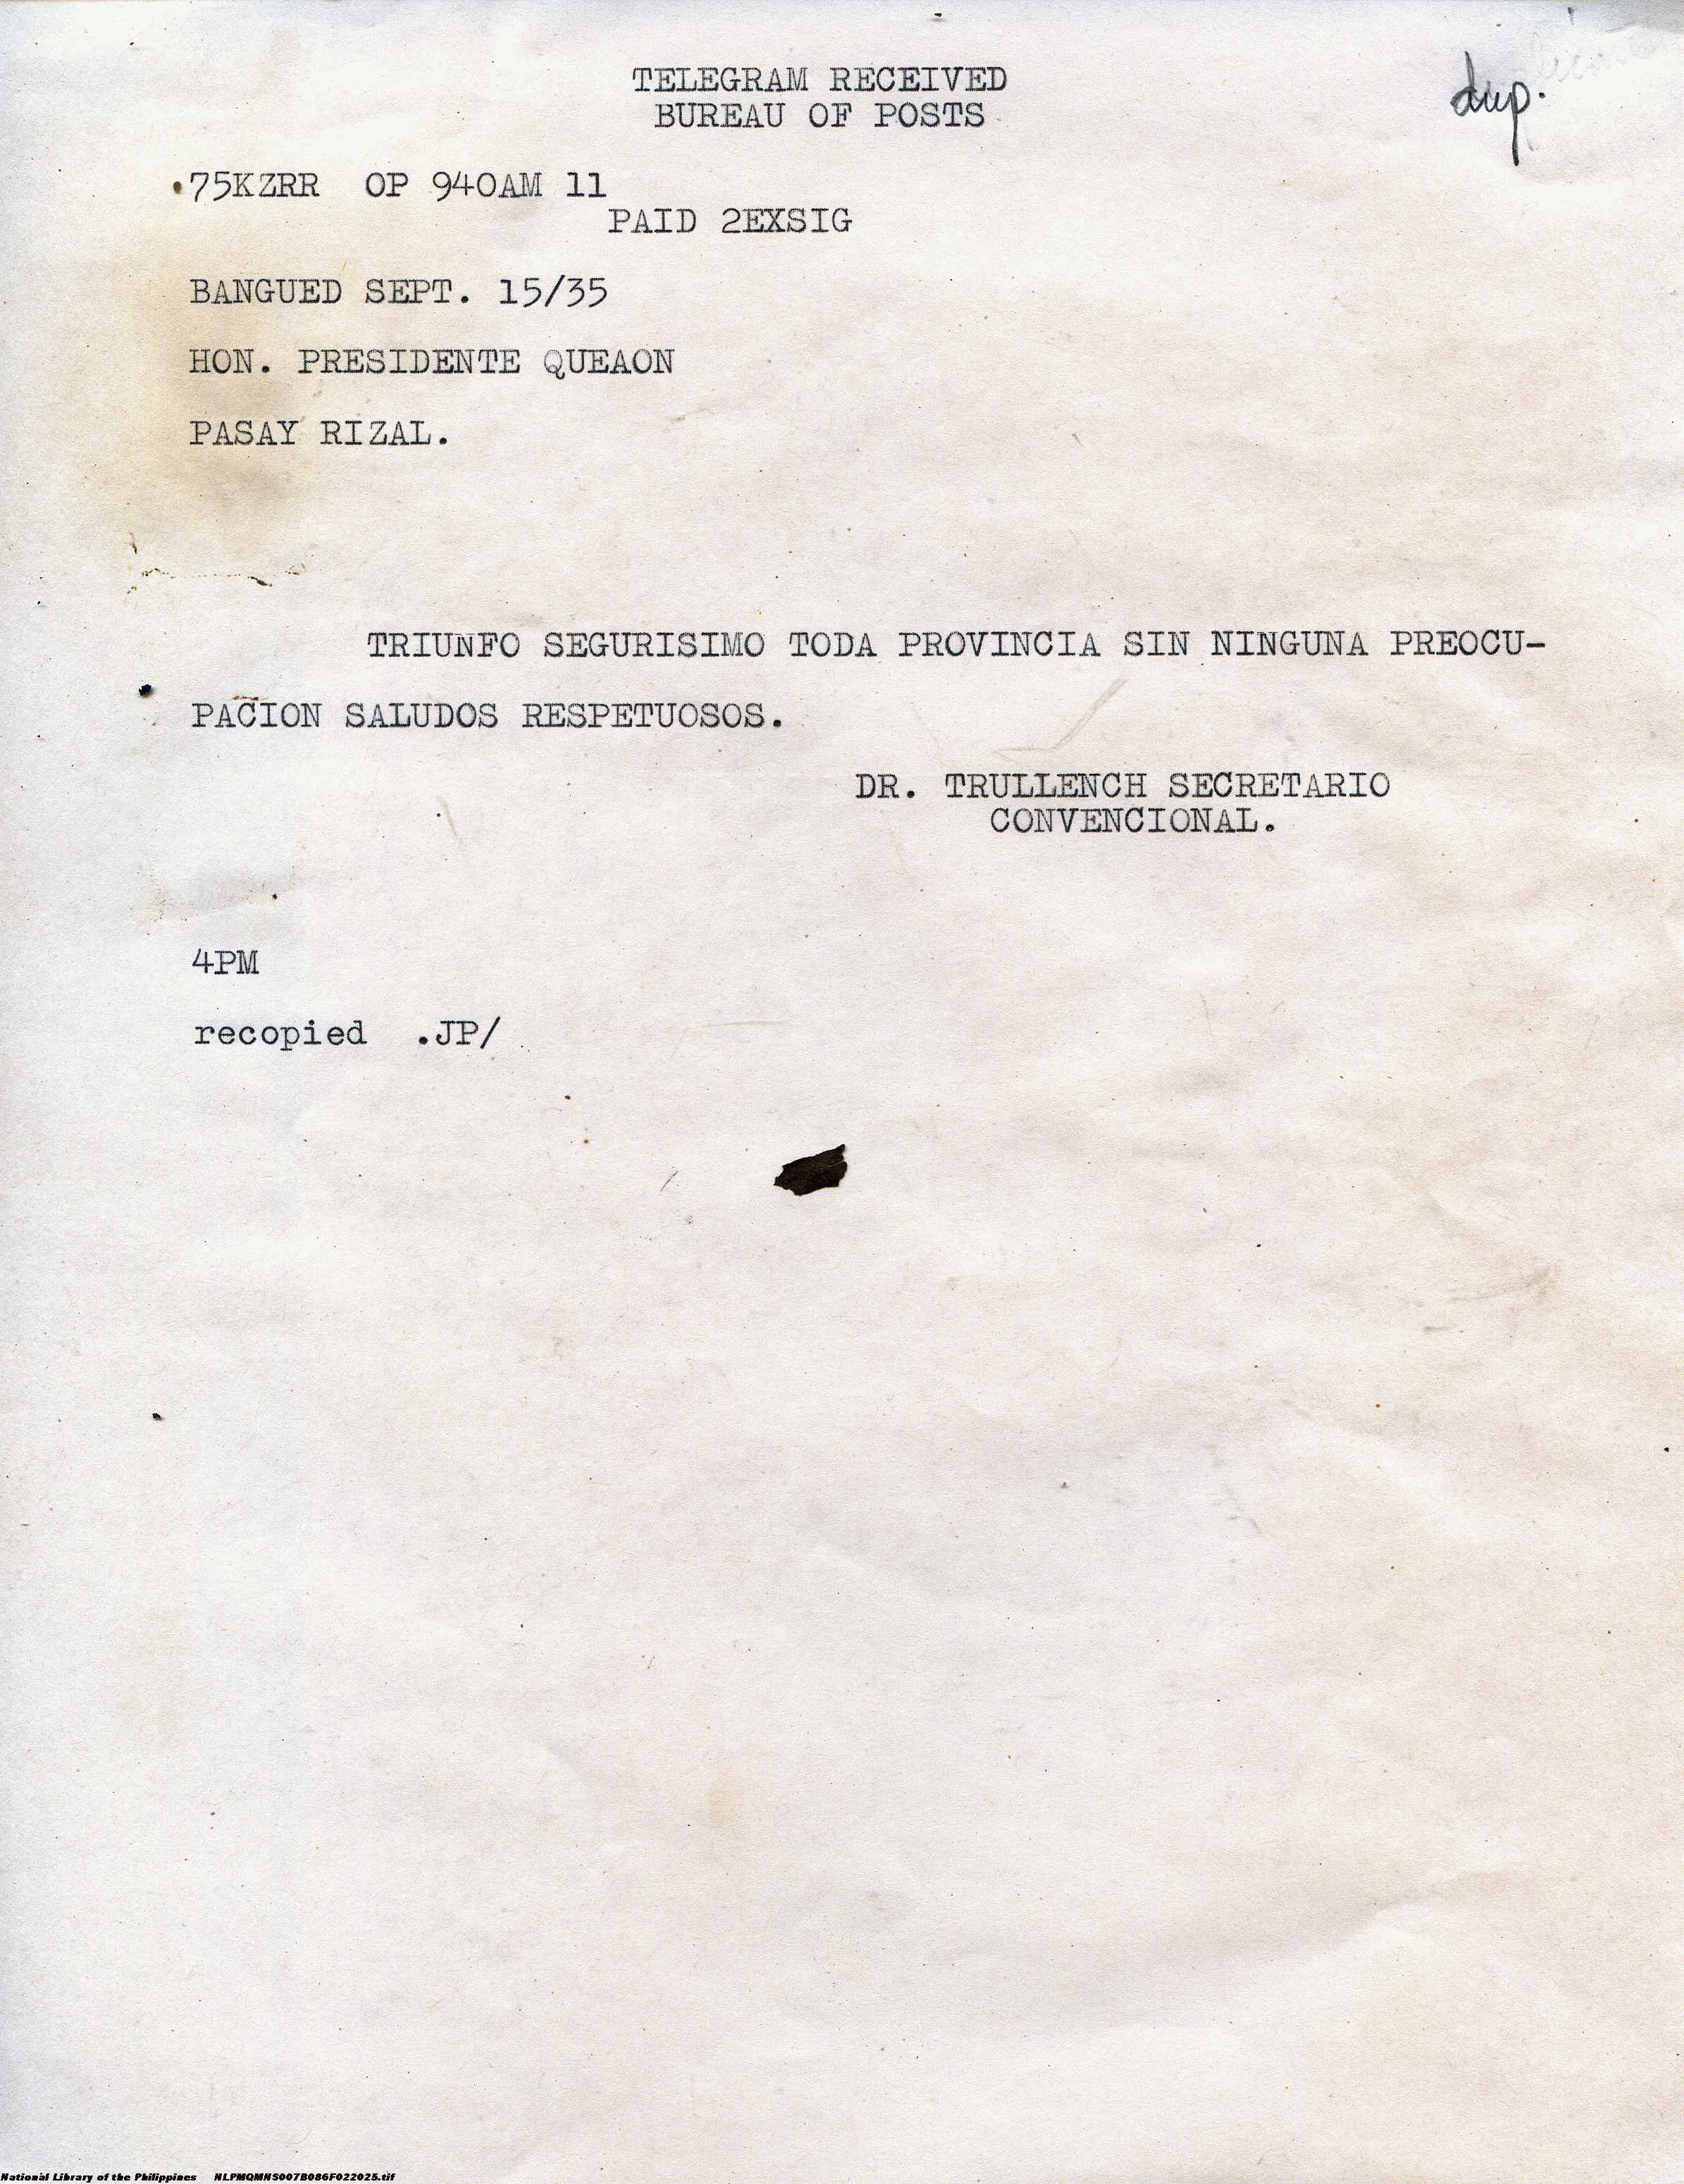 dup.
TELEGRAM RECEIVED
BUREAU OF POSTS
75KZRR OP 940AM 11
PAID 2EXSIG
BANGUED SEPT. 15/35
HON. PRESIDENTE QUEAON
PASAY RIZAL.
TRIUNFO SEGURISIMO TODA PROVINCIA SIN NINGUNA PREOCU-
PACION SALUDOS RESPETUOSOS.
DR. TRULLENCH SECRETARIO
CONVENCIONAL.
4PM
recopied .JP/
National Library of the Philippines NLPMQMNS007B086F022025.tif